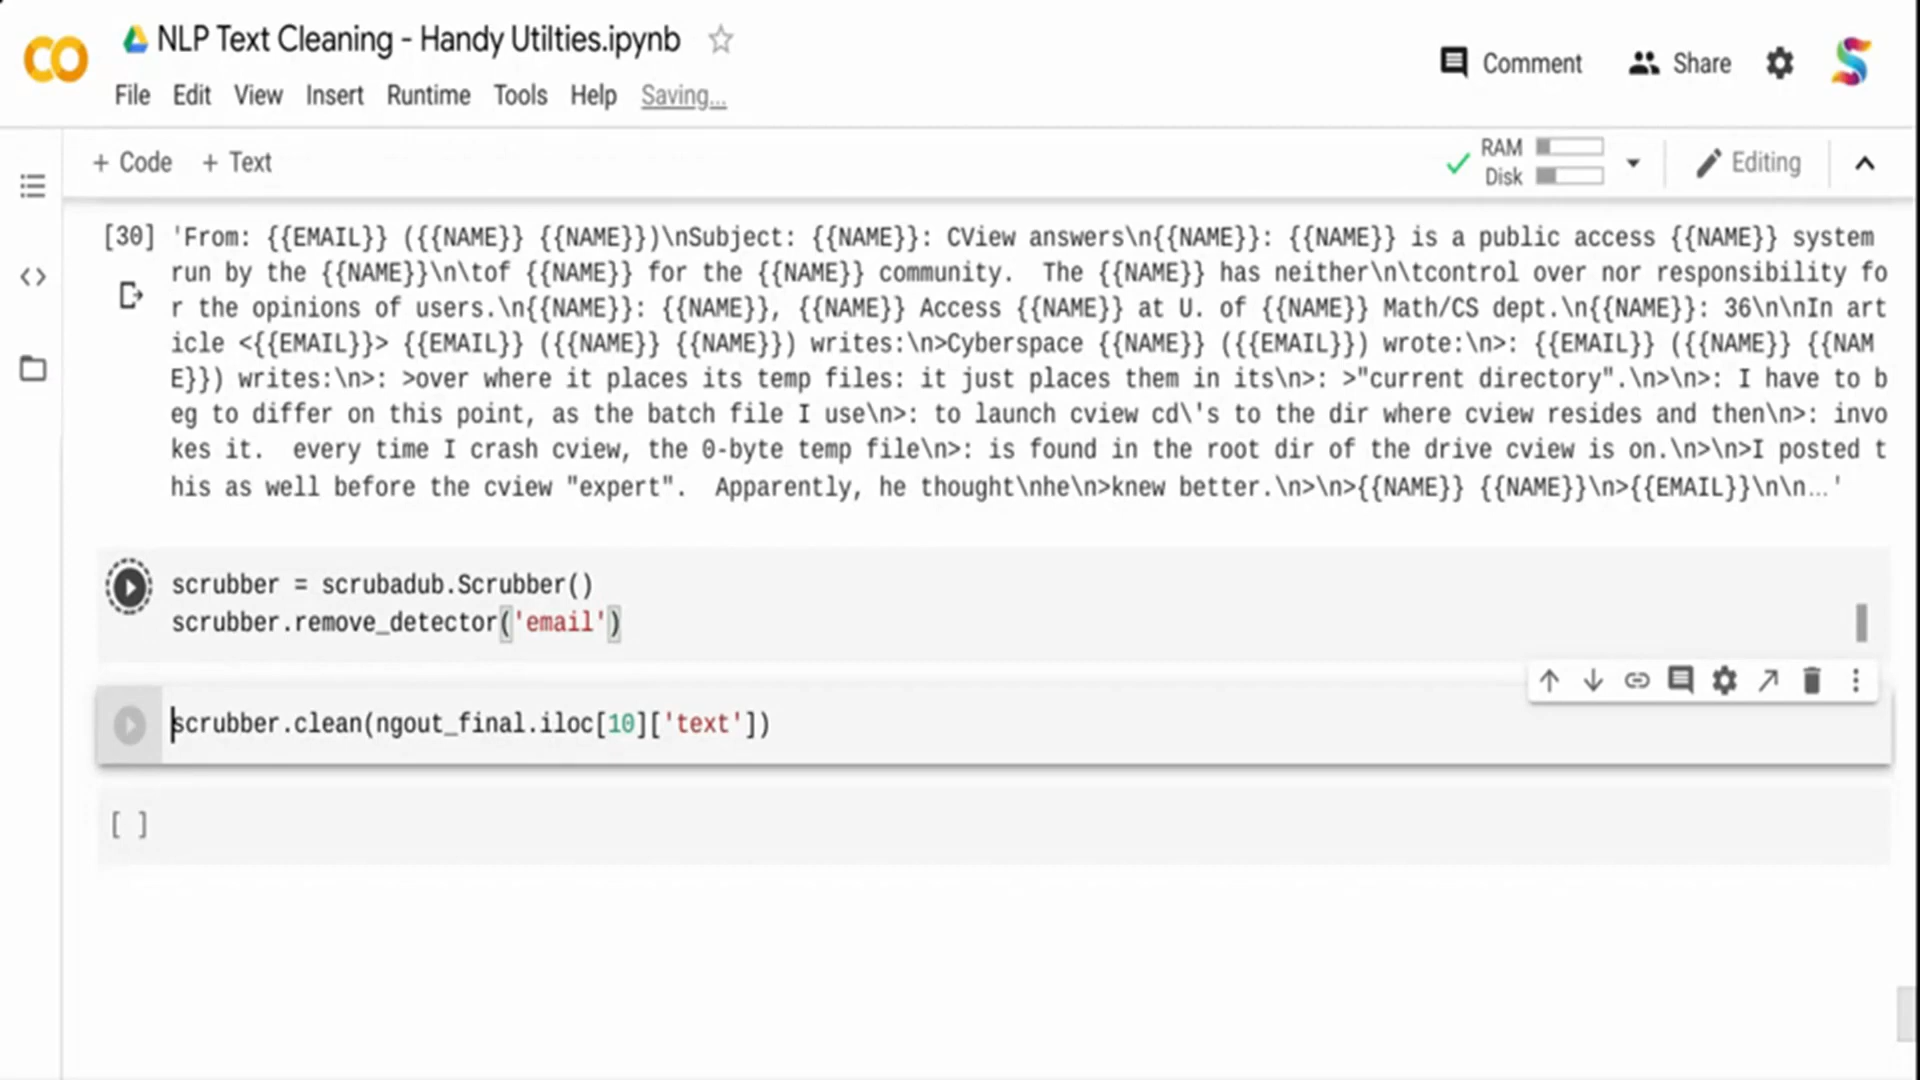 NLP Text Cleaning - Handy Utilties.ipynb
Comment
Share
File Edit View Insert Runtime Tools Help Saving...
+ Code + Text
RAM
Disk
Editing
[30] 'From: {{EMAIL}} ({{NAME}} {{NAME}})\nSubject: {{NAME}}: CView answers\n{{NAME}}: {{NAME}} is a public access {{NAME}} system
run by the {{NAME}}\n\tof {{NAME}} for the {{NAME}} community.  The {{NAME}} has neither\n\tcontrol over nor responsibility fo
r the opinions of users.\n{{NAME}}: {{NAME}}, {{NAME}} Access {{NAME}} at U. of {{NAME}} Math/CS dept.\n{{NAME}}: 36\n\nIn art
icle <{{EMAIL}}> {{EMAIL}} ({{NAME}} {{NAME}}) writes:\n>Cyberspace {{NAME}} ({{EMAIL}}) wrote:\n>: {{EMAIL}} ({{NAME}} {{NAM
E}}) writes:\n>: >over where it places its temp files: it just places them in its\n>: >"current directory".\n>\n>: I have to b
eg to differ on this point, as the batch file I use\n>: to launch cview cd\'s to the dir where cview resides and then\n>: invo
kes it.  every time I crash cview, the 0-byte temp file\n>: is found in the root dir of the drive cview is on.\n>\n>I posted t
his as well before the cview "expert".  Apparently, he thought\nhe\n>knew better.\n>\n>{{NAME}} {{NAME}}\n>{{EMAIL}}\n\n…'
scrubber = scrubadub.Scrubber()
scrubber.remove_detector('email')
scrubber.clean(ngout_final.iloc[10]['text'])
[ ]